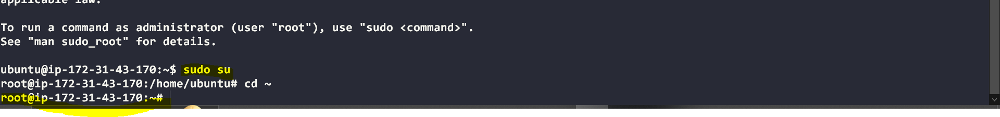 applicable law.
To run a command as administrator (user "root"), use "sudo <command>".
See "man sudo_root" for details.
ubuntu@ip-172-31-43-170:~$ sudo su
root@ip-172-31-43-170:/home/ubuntu# cd ~
root@ip-172-31-43-170:~#